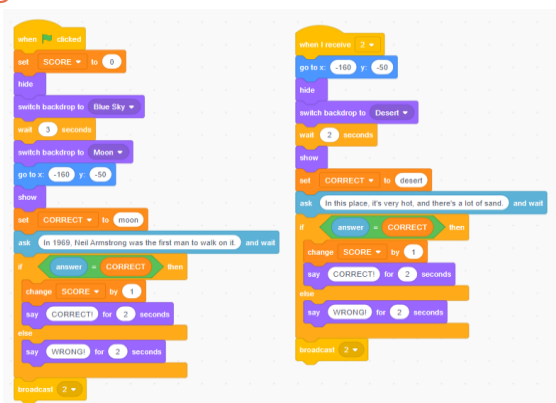 when clicked
set SCORE to 0
hide
switch backdrop to Blue Sky
wait 3 seconds
switch backdrop to Moon
go to x: -160 y: -50
show
set CORRECT to moon
ask In 1969, Neil Armstrong was the first man to walk on it. and wait
if answer = CORRECT then
change SCORE by 1
say CORRECT! for 2 seconds
else
say WRONG! for 2 seconds
broadcast 2
when I receive 2
go to x: -160 y: -50
hide
switch backdrop to Desert
wait 2 seconds
show
set CORRECT to desert
ask In this place, it's very hot, and there's a lot of sand. and wait
if answer = CORRECT then
change SCORE by 1
say CORRECT! for 2 seconds
else
say WRONG! for 2 seconds
broadcast 2